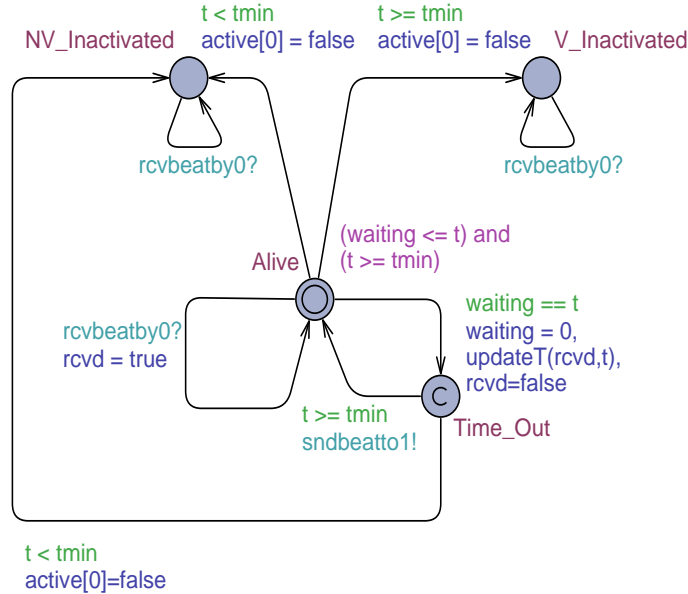 t < tmin
active[0] = false
t >= tmin
active[0] = false
NV_Inactivated
V_Inactivated
rcvbeatby0?
rcvbeatby0?
(waiting <= t) and
(t >= tmin)
Alive
rcvbeatby0?
rcvd = true
waiting == t
waiting = 0,
updateT(rcvd,t),
rcvd=false
C
t >= tmin
sndbeatto1!
Time_Out
t < tmin
active[0]=false